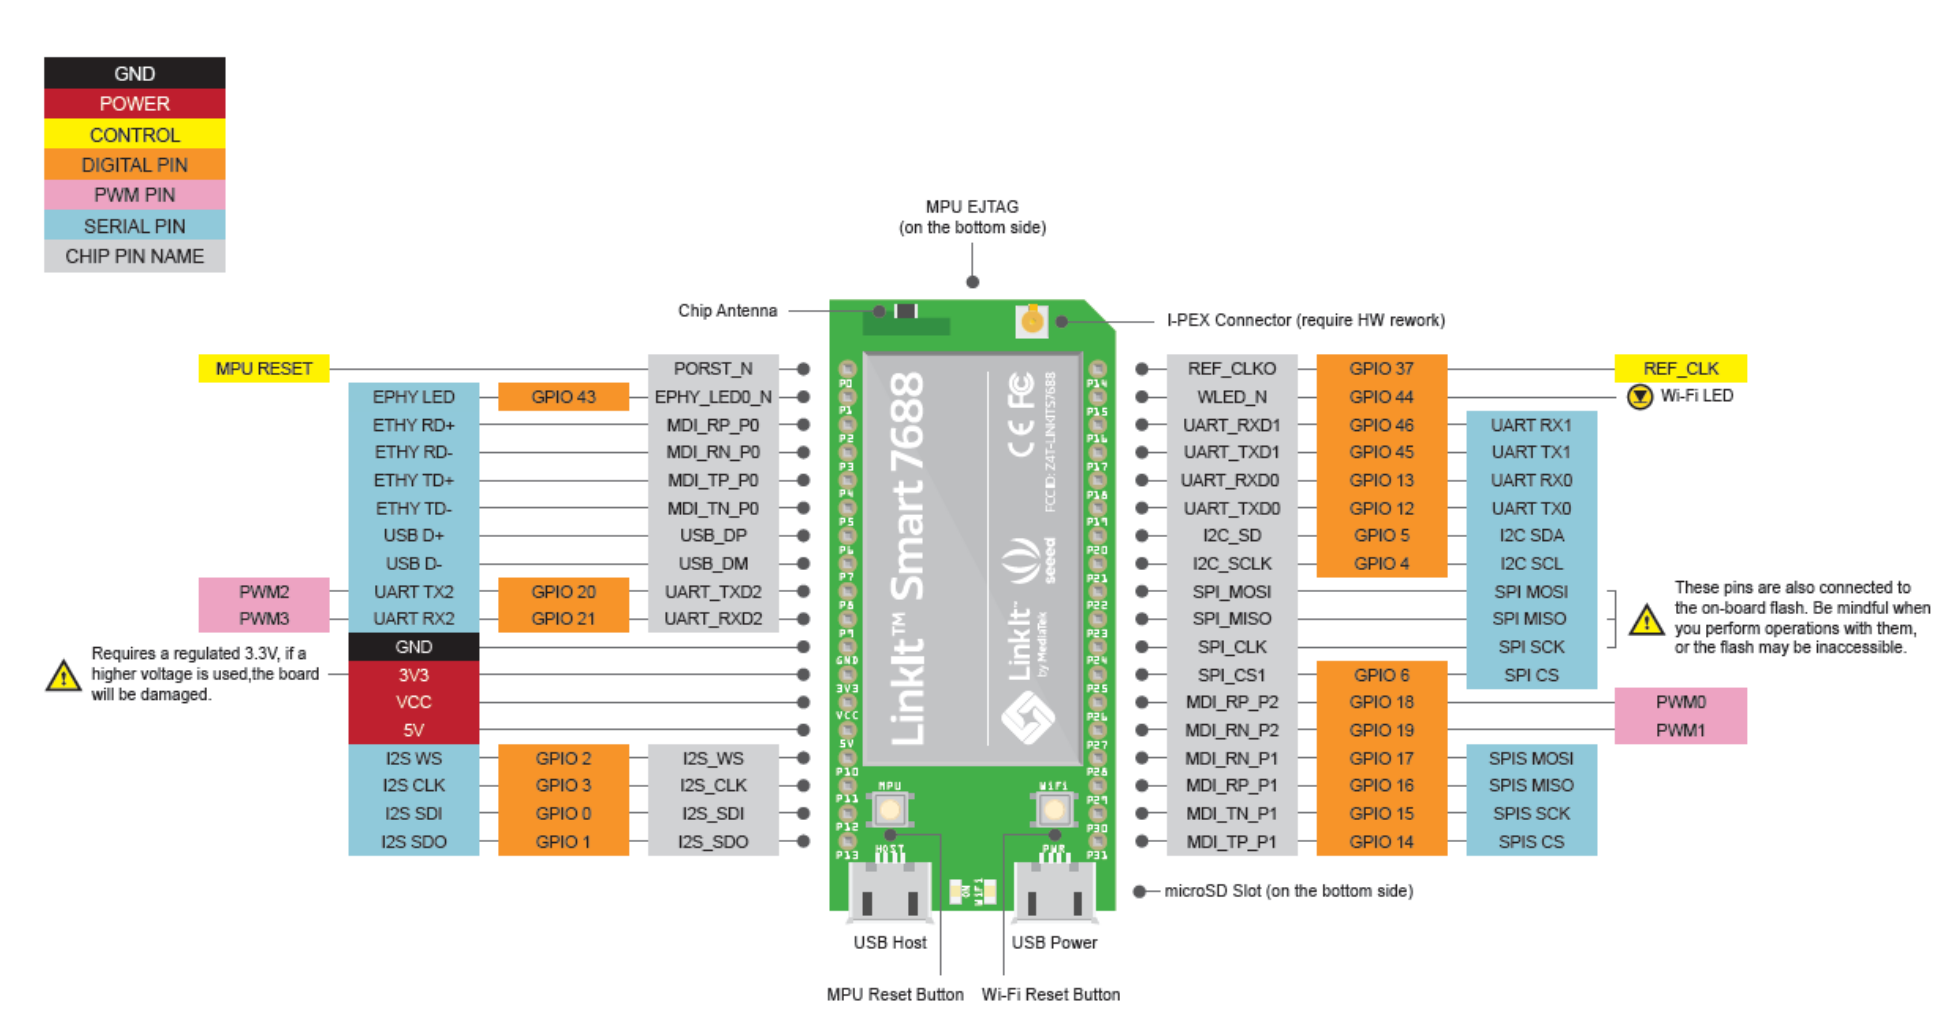 GND
POWER
CONTROL
DIGITAL PIN
PWM PIN
SERIAL PIN
CHIP PIN NAME
MPU EJTAG
(on the bottom side)
Chip Antenna
I-PEX Connector (require HW rework)
MPU RESET PORST_N
EPHY LED GPIO 43 EPHY_LED0_N
ETHY RD+ MDI_RP_P0
ETHY RD- MDI_RN_P0
ETHY TD+ MDI_TP_P0
ETHY TD- MDI_TN_P0
USB D+ USB_DP
USB D- USB_DM
PWM2 UART TX2 GPIO 20 UART_TXD2
PWM3 UART RX2 GPIO 21 UART_RXD2
GND
3V3
VCC
5V
I2S WS GPIO 2 I2S_WS
I2S CLK GPIO 3 I2S_CLK
I2S SDI GPIO 0 I2S_SDI
I2S SDO GPIO 1 I2S_SDO
Requires a regulated 3.3V, if a
higher voltage is used,the board
will be damaged.
P0
P1
P2
P3
P4
P5
P6
P7
P8
P9
GND
3V3
VCC
5V
P10
P11
P12
P13
LinkIt™ Smart 7688
CE FC
FCC ID: Z4T-LINKIT57688
seeed
LinkIt™
by MediaTek
MPU
WiFi
HOST
PWR
ON
WiFi
P14
P15
P16
P17
P18
P19
P20
P21
P22
P23
P24
P25
P26
P27
P28
P29
P30
P31
REF_CLKO GPIO 37 REF_CLK
WLED_N GPIO 44 Wi-Fi LED
UART_RXD1 GPIO 46 UART RX1
UART_TXD1 GPIO 45 UART TX1
UART_RXD0 GPIO 13 UART RX0
UART_TXD0 GPIO 12 UART TX0
I2C_SD GPIO 5 I2C SDA
I2C_SCLK GPIO 4 I2C SCL
SPI_MOSI SPI MOSI
SPI_MISO SPI MISO
SPI_CLK SPI SCK
SPI_CS1 GPIO 6 SPI CS
MDI_RP_P2 GPIO 18 PWM0
MDI_RN_P2 GPIO 19 PWM1
MDI_RN_P1 GPIO 17 SPIS MOSI
MDI_RP_P1 GPIO 16 SPIS MISO
MDI_TN_P1 GPIO 15 SPIS SCK
MDI_TP_P1 GPIO 14 SPIS CS
These pins are also connected to
the on-board flash. Be mindful when
you perform operations with them,
or the flash may be inaccessible.
microSD Slot (on the bottom side)
USB Host
USB Power
MPU Reset Button
Wi-Fi Reset Button